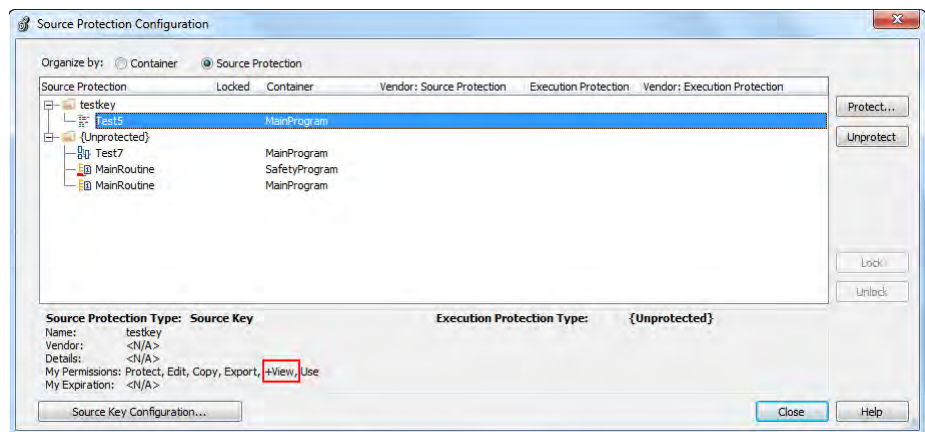 Source Protection Configuration
Organize by: Container Source Protection
Source Protection Locked Container Vendor: Source Protection Execution Protection Vendor: Execution Protection
testkey
Test5 MainProgram
{Unprotected}
Test7 MainProgram
MainRoutine SafetyProgram
MainRoutine MainProgram
Protect...
Unprotect
Lock
Unlock
Source Protection Type: Source Key Execution Protection Type: {Unprotected}
Name: testkey
Vendor: <N/A>
Details: <N/A>
My Permissions: Protect, Edit, Copy, Export, +View, Use
My Expiration: <N/A>
Source Key Configuration... Close Help